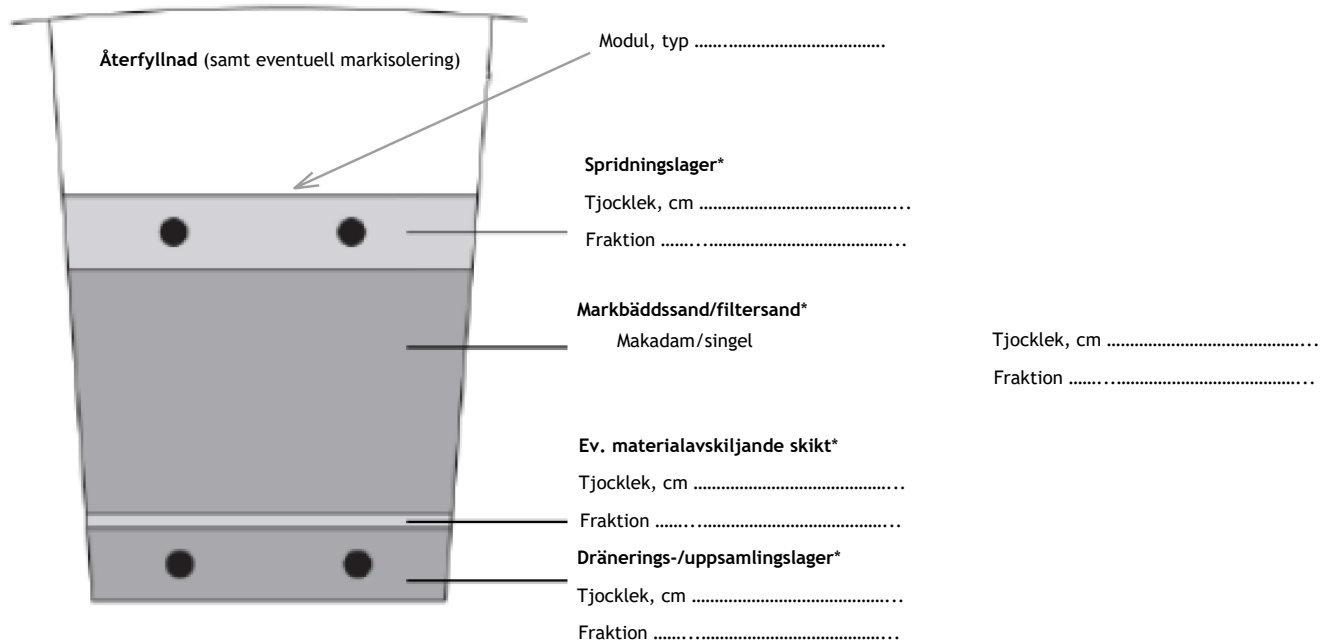 Återfyllnad (samt eventuell markisolering)
Modul, typ ……..………………………………….
Spridningslager*
Tjocklek, cm …………………………………………...
Fraktion ……...…………………………………………...
Markbäddssand/filtersand*
Makadam/singel
Tjocklek, cm …………………………………………...
Fraktion ……...…………………………………………...
Ev. materialavskiljande skikt*
Tjocklek, cm …………………………………………...
Fraktion ……...…………………………………………...
Dränerings-/uppsamlingslager*
Tjocklek, cm …………………………………………...
Fraktion ……...…………………………………………...